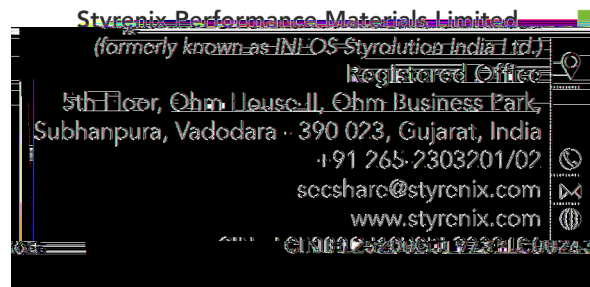 Styrenix Performance Materials Limited
(formerly known as INEOS Styrolution India Ltd.)
Registered Office
5th Floor, Ohm House-II, Ohm Business Park,
Subhanpura, Vadodara - 390 023, Gujarat, India
+91 265-2303201/02
secshare@styrenix.com
www.styrenix.com